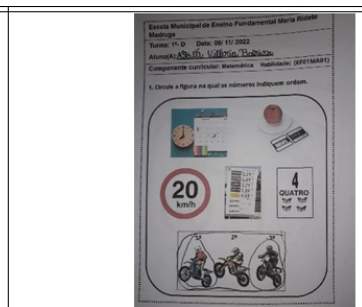 Escola Municipal de Ensino Fundamental Maria Ridete
Madruga
Turma: 1º D Data: 08/ 11/ 2022
Aluno(A):
Componente curricular: Matemática Habilidade: (EF01MA01)
1. Circule a figura na qual os números indiquem ordem.
20
km/h
4
QUATRO
1º 2º 3º